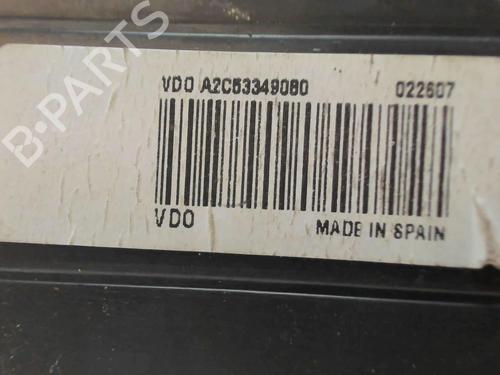 B-PARTS
VDO A2C53349080 022607
VDO MADE IN SPAIN